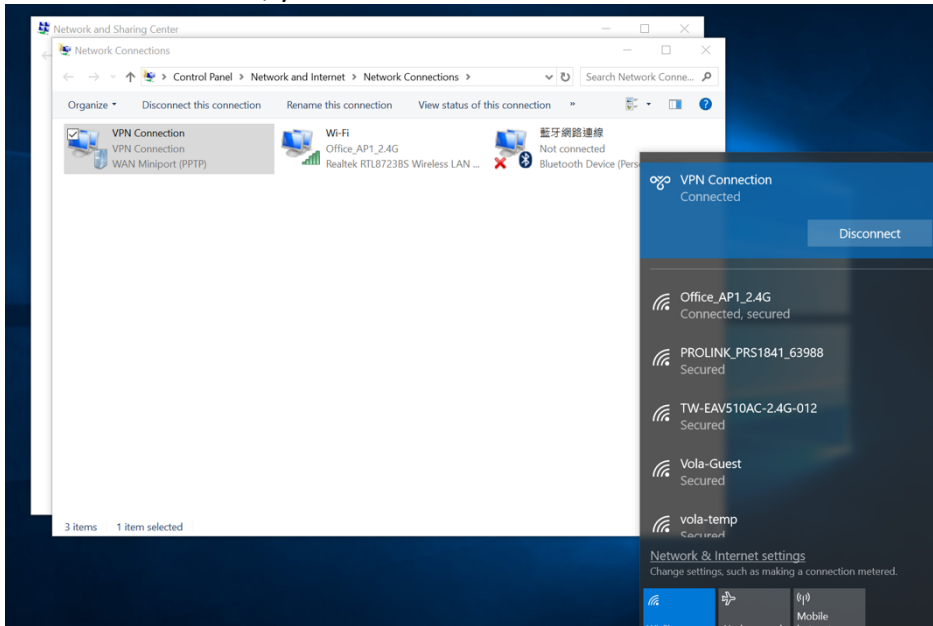 Network and Sharing Center
Network Connections
Control Panel > Network and Internet > Network Connections >
Search Network Conne...
Organize
Disconnect this connection
Rename this connection
View status of this connection
»
VPN Connection
VPN Connection
WAN Miniport (PPTP)
Wi-Fi
Office_AP1_2.4G
Realtek RTL8723BS Wireless LAN ...
藍牙網路連線
Not connected
Bluetooth Device (Pers
3 items
1 item selected
VPN Connection
Connected
Disconnect
Office_AP1_2.4G
Connected, secured
PROLINK_PRS1841_63988
Secured
TW-EAV510AC-2.4G-012
Secured
Vola-Guest
Secured
vola-temp
Secured
Network & Internet settings
Change settings, such as making a connection metered.
Mobile